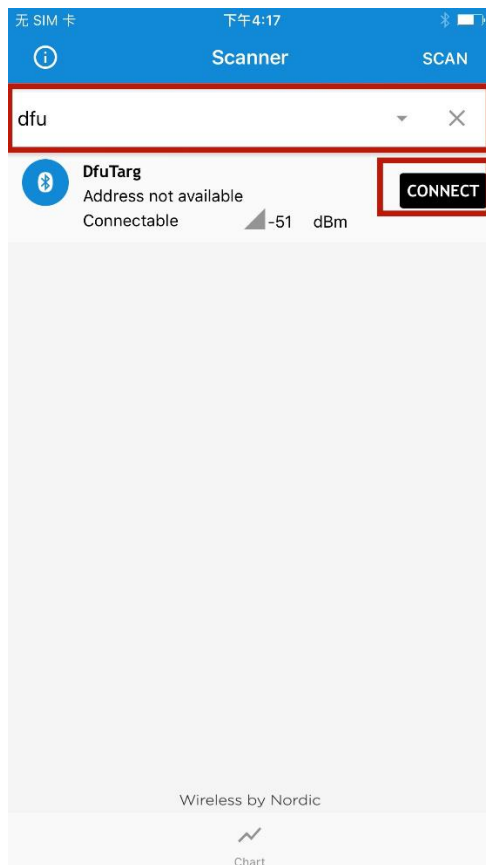 无 SIM 卡 下午4:17
Scanner SCAN
dfu
DfuTarg
Address not available
CONNECT
Connectable -51 dBm
Wireless by Nordic
Chart